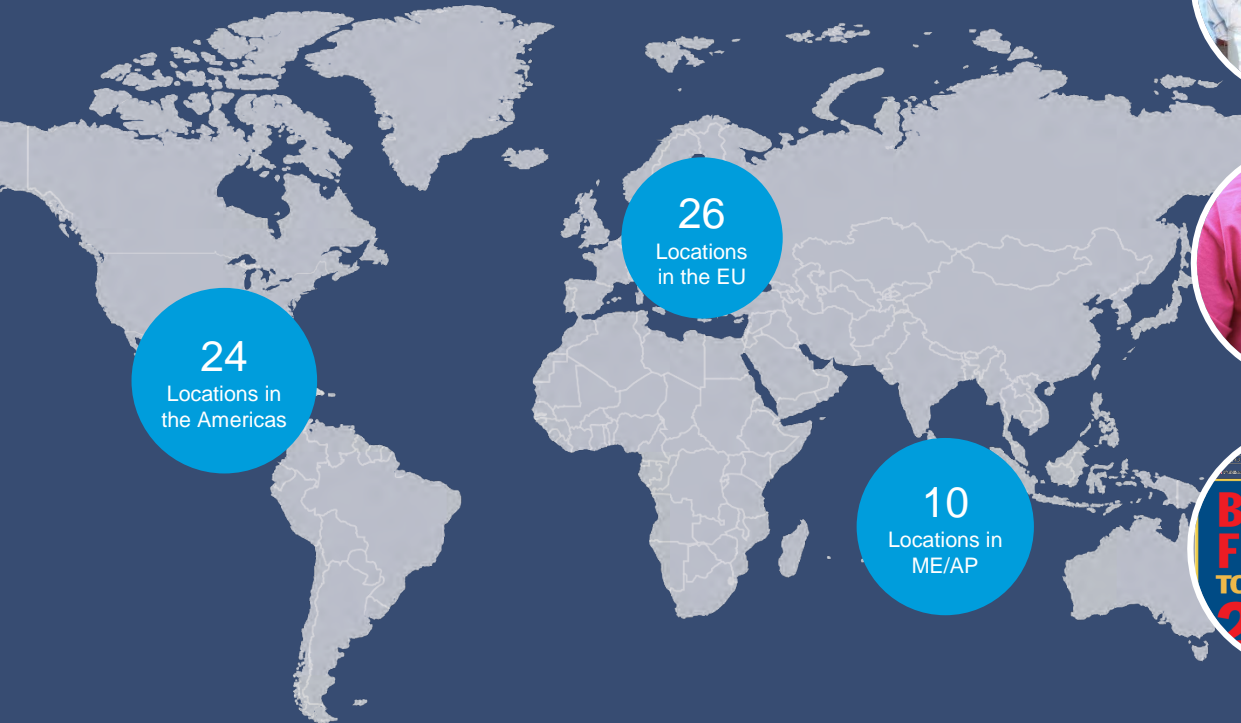 26
Locations
in the EU
24
Locations in
the Americas
10
Locations in
ME/AP